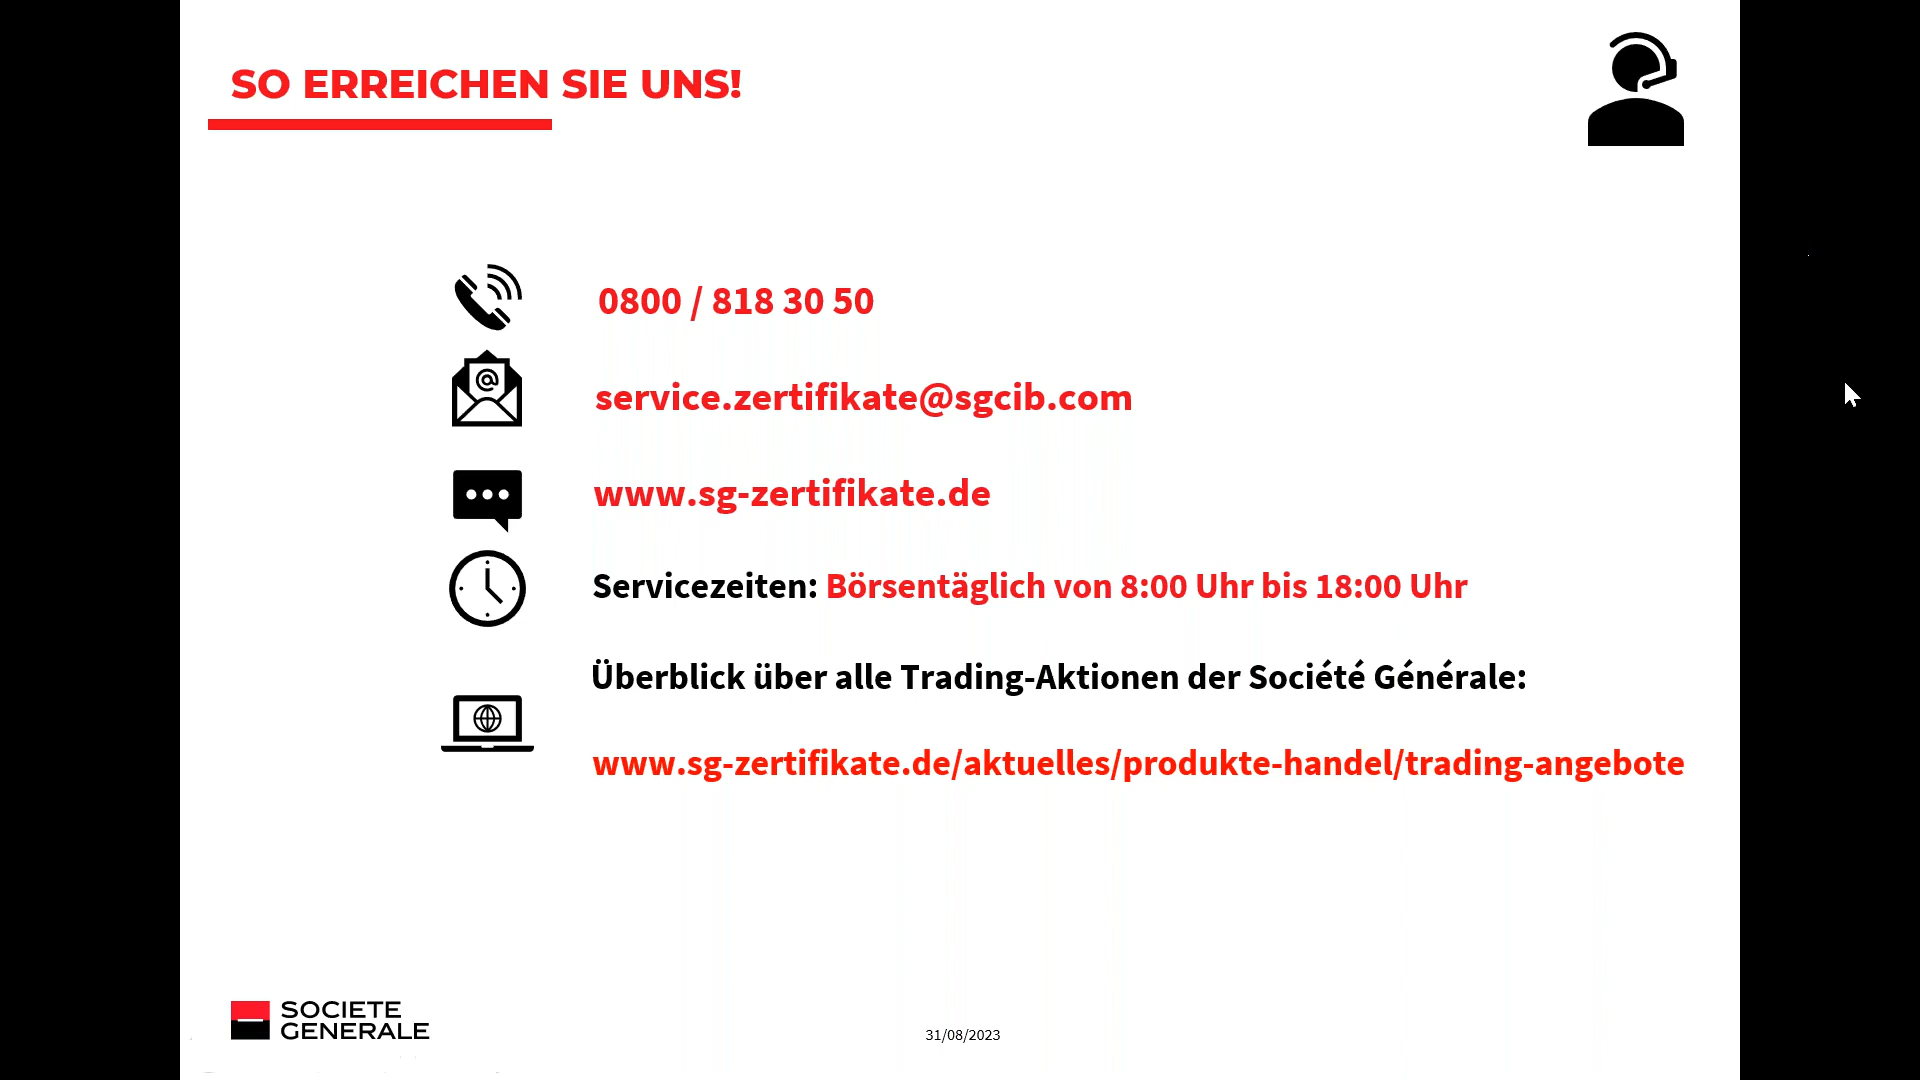 SO ERREICHEN SIE UNS!
0800 / 818 30 50
service.zertifikate@sgcib.com
www.sg-zertifikate.de
Servicezeiten: Börsentäglich von 8:00 Uhr bis 18:00 Uhr
Überblick über alle Trading-Aktionen der Société Générale:
www.sg-zertifikate.de/aktuelles/produkte-handel/trading-angebote
SOCIETE
GENERALE
31/08/2023